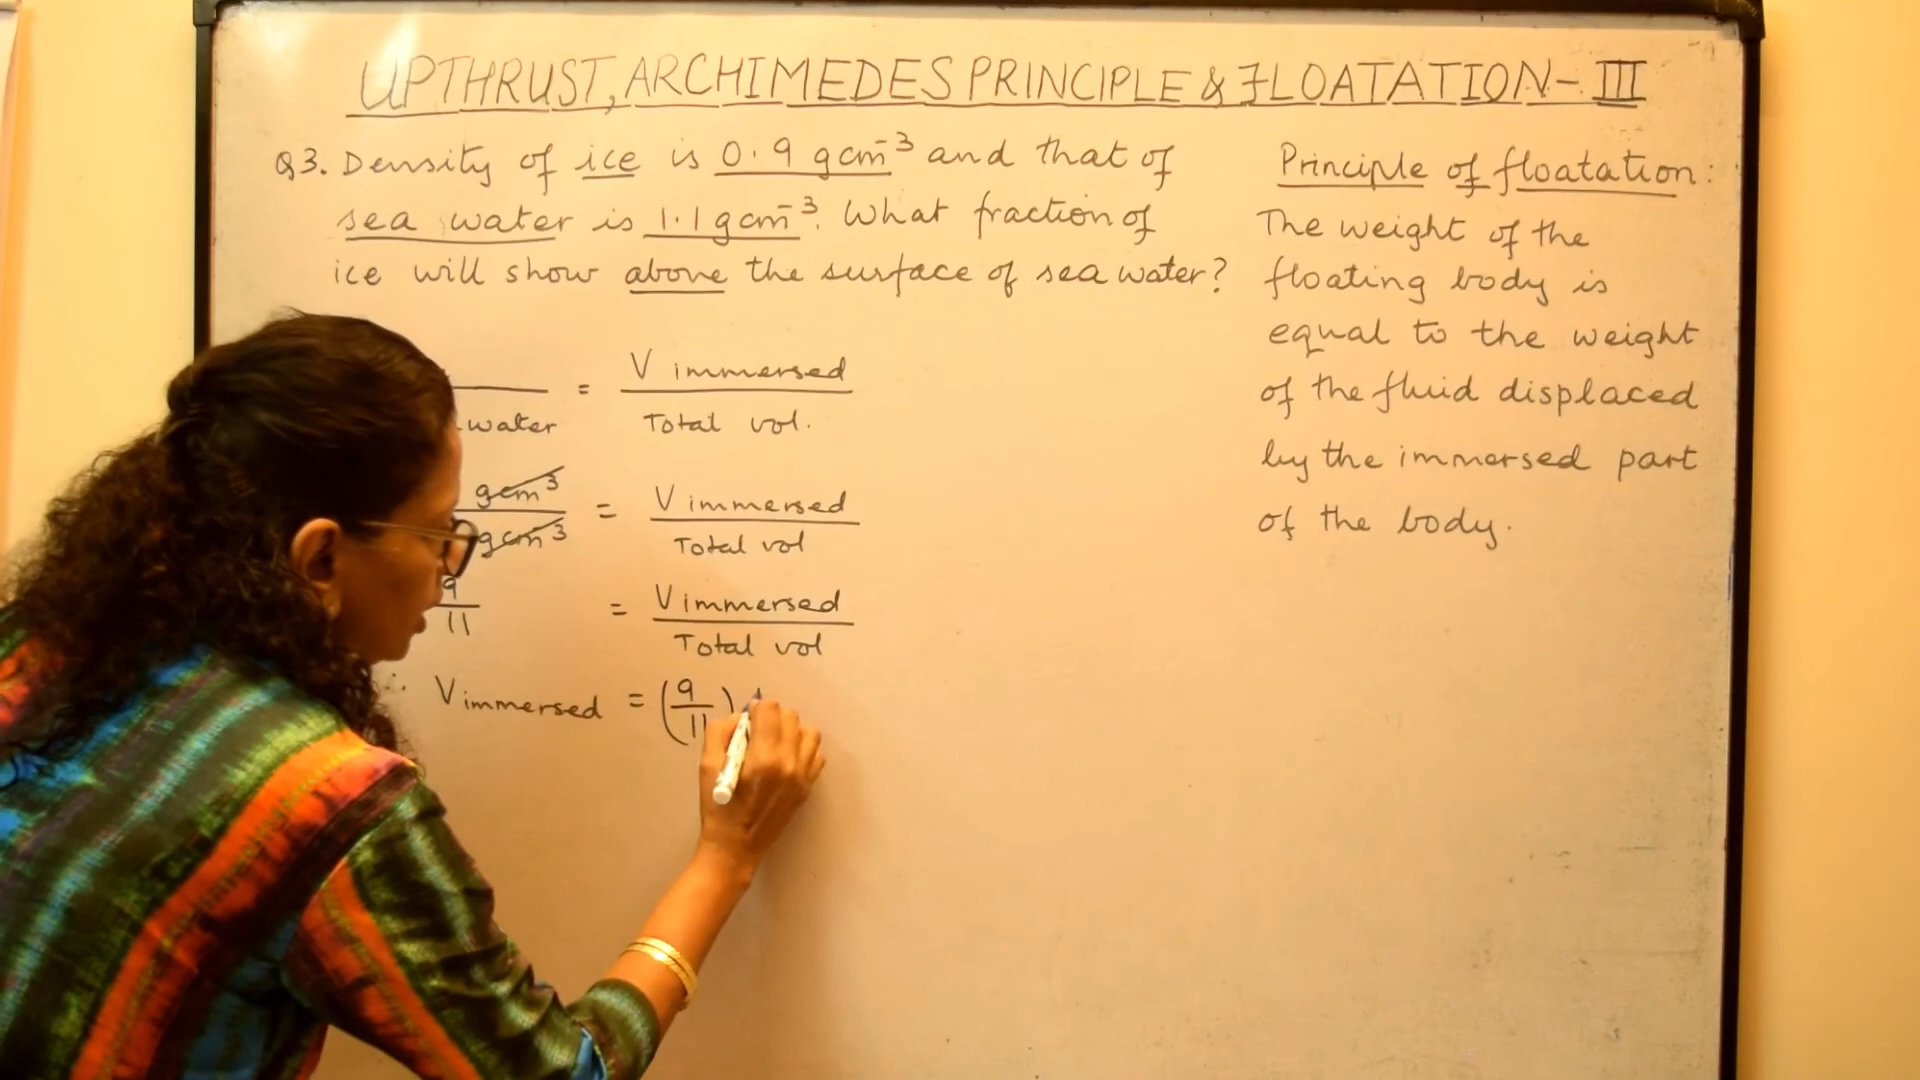 UPTHRUST, ARCHIMEDES PRINCIPLE & FLOATATION - III
Q3. Density of ice is 0.9 gcm⁻³ and that of
sea water is 1.1 gcm⁻³. What fraction of
ice will show above the surface of sea water?
Principle of floatation:
The weight of the
floating body is
equal to the weight
of the fluid displaced
by the immersed part
of the body.
= V immersed
water Total vol.
gcm⁻³ = V immersed
gcm⁻³ Total vol
9 = V immersed
11 Total vol
∴ V immersed = (9/11)